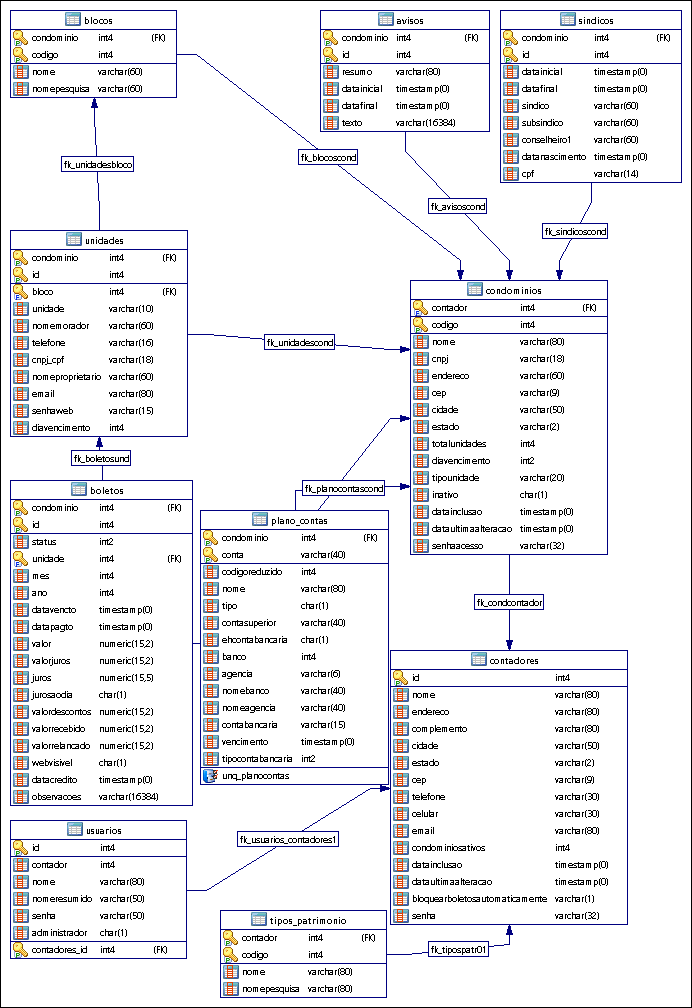 blocos
condominio int4 (FK)
codigo int4
nome varchar(60)
nomepesquisa varchar(60)
avisos
condominio int4 (FK)
id int4
resumo varchar(80)
datainicial timestamp(0)
datafinal timestamp(0)
texto varchar(16384)
sindicos
condominio int4 (FK)
id int4
datainicial timestamp(0)
datafinal timestamp(0)
sindico varchar(60)
subsindico varchar(60)
conselheiro1 varchar(60)
datanascimento timestamp(0)
cpf varchar(14)
fk_unidadesbloco
fk_blocoscond
fk_avisoscond
fk_sindicoscond
unidades
condominio int4 (FK)
id int4
bloco int4 (FK)
unidade varchar(10)
nomemorador varchar(60)
telefone varchar(16)
cnpj_cpf varchar(18)
nomeproprietario varchar(60)
email varchar(80)
senhaweb varchar(15)
diavencimento int4
fk_unidadescond
condominios
contador int4 (FK)
codigo int4
nome varchar(80)
cnpj varchar(18)
endereco varchar(60)
cep varchar(9)
cidade varchar(50)
estado varchar(2)
totalunidades int4
diavencimento int2
tipounidade varchar(20)
inativo char(1)
datainclusao timestamp(0)
dataultimaalteracao timestamp(0)
senhaacesso varchar(32)
fk_boletosund
fk_planocontascond
boletos
condominio int4 (FK)
id int4
status int2
unidade int4 (FK)
mes int4
ano int4
datavencto timestamp(0)
datapagto timestamp(0)
valor numeric(15,2)
valorjuros numeric(15,2)
juros numeric(15,5)
jurosaodia char(1)
valordescontos numeric(15,2)
valorrecebido numeric(15,2)
valorrelancado numeric(15,2)
webvisivel char(1)
datacredito timestamp(0)
observacoes varchar(16384)
plano_contas
condominio int4 (FK)
conta varchar(40)
codigoreduzido int4
nome varchar(80)
tipo char(1)
contasuperior varchar(40)
ehcontabancaria char(1)
banco int4
agencia varchar(6)
nomebanco varchar(40)
nomeagencia varchar(40)
contabancaria varchar(15)
vencimento timestamp(0)
tipocontabancaria int2
unq_planocontas
fk_condcontador
contadores
id int4
nome varchar(80)
endereco varchar(80)
complemento varchar(80)
cidade varchar(50)
estado varchar(2)
cep varchar(9)
telefone varchar(30)
celular varchar(30)
email varchar(80)
condominiosativos int4
datainclusao timestamp(0)
dataultimaalteracao timestamp(0)
bloquearboletosautomaticamente varchar(1)
senha varchar(32)
usuarios
id int4
contador int4
nome varchar(80)
nomeresumido varchar(50)
senha varchar(50)
administrador char(1)
contadores_id int4 (FK)
fk_usuarios_contadores1
tipos_patrimonio
contador int4 (FK)
codigo int4
nome varchar(80)
nomepesquisa varchar(80)
fk_tipospatr01